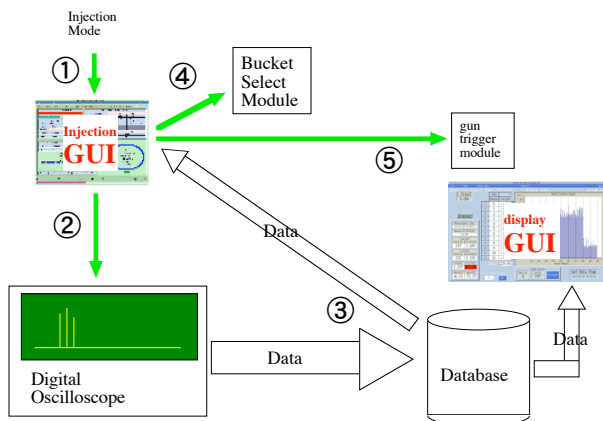 Injection
Mode
①
④
Bucket
Select
Module
Injection
GUI
⑤
gun
trigger
module
②
Data
display
GUI
③
Data
Data
Digital
Oscilloscope
Database